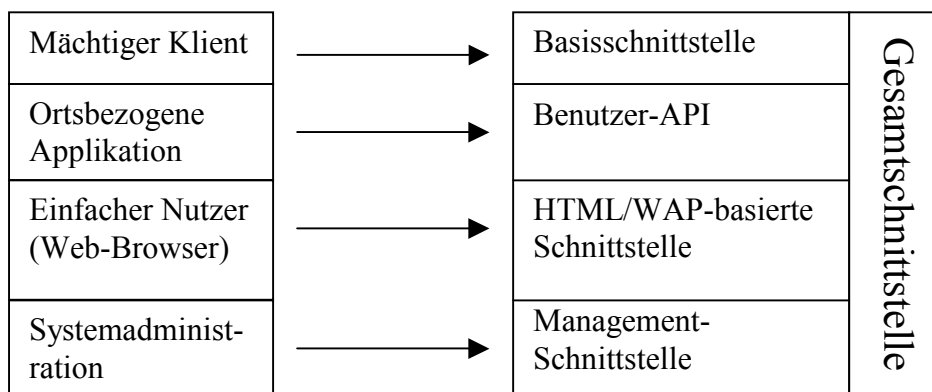 Mächtiger Klient
Basisschnittstelle
Ortsbezogene
Applikation
Benutzer-API
Einfacher Nutzer
(Web-Browser)
HTML/WAP-basierte
Schnittstelle
Systemadminist-
ration
Management-
Schnittstelle
Gesamtschnittstelle